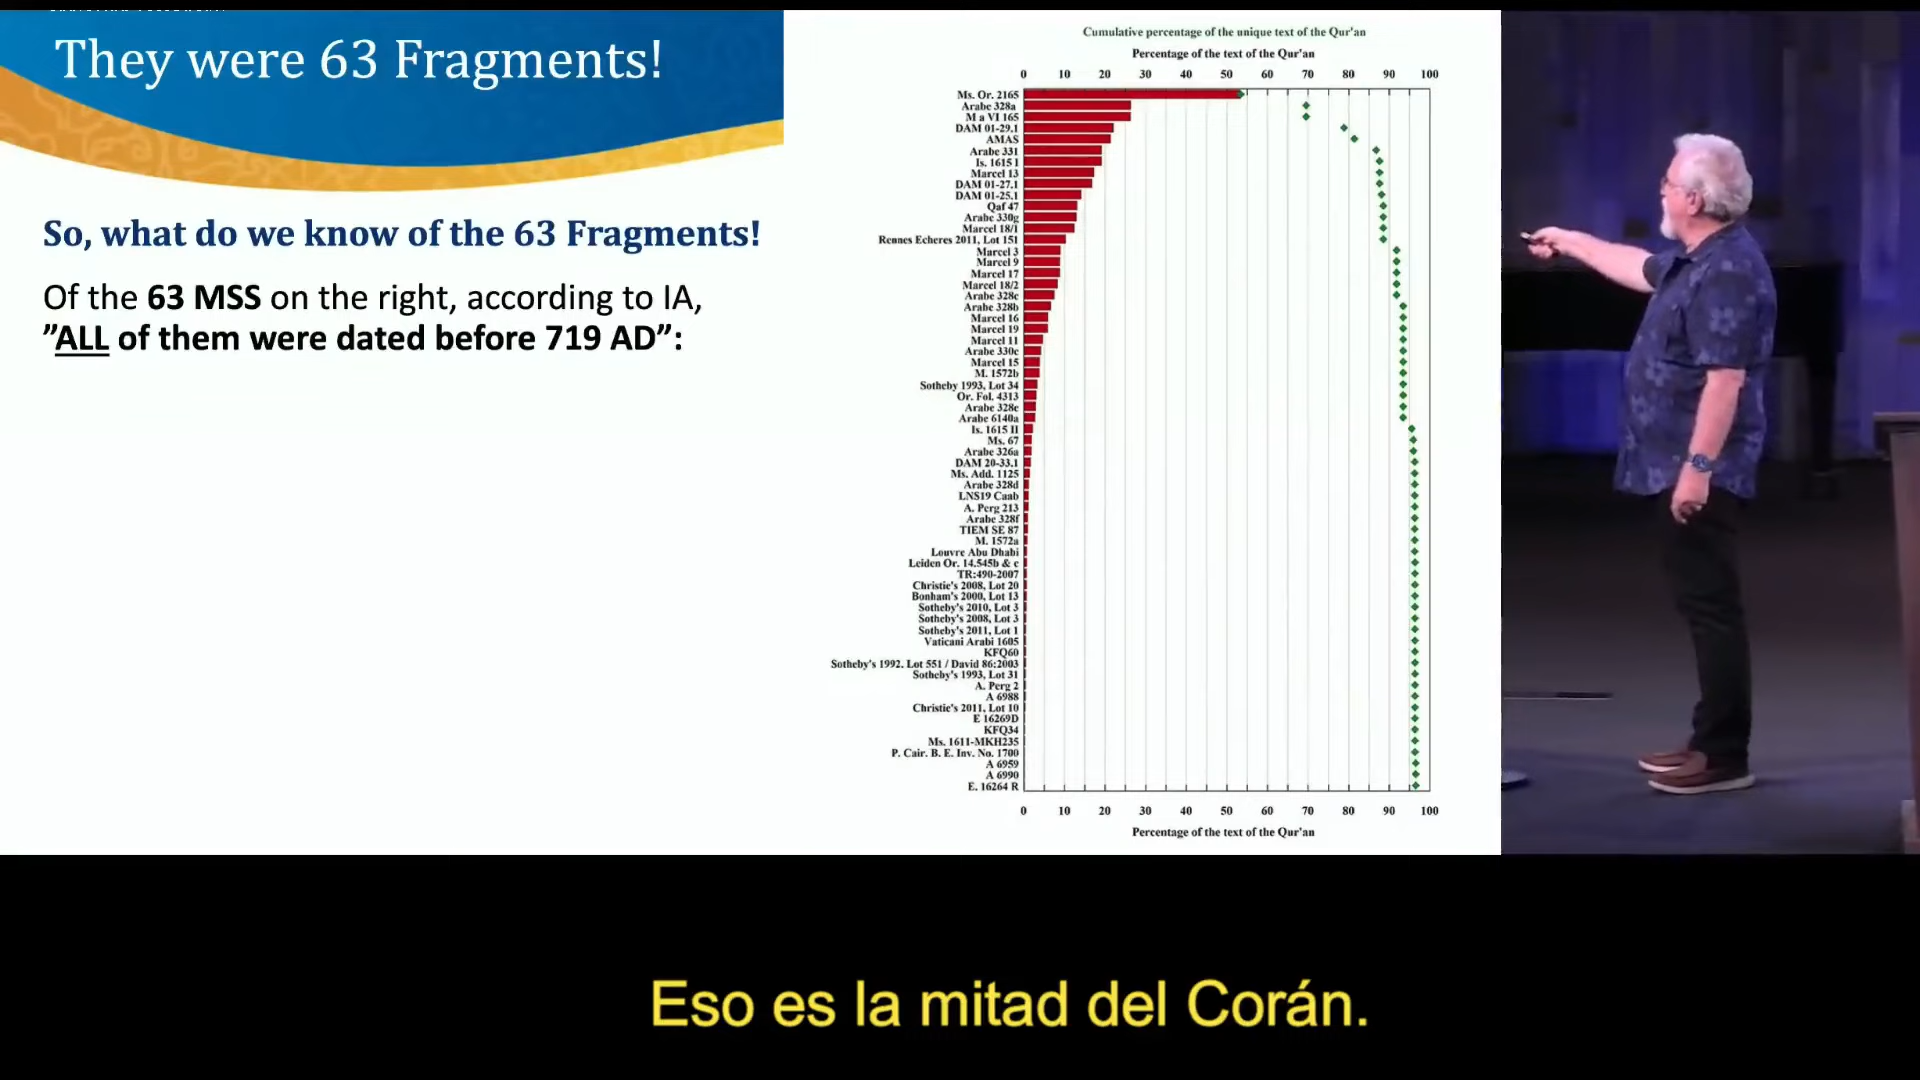 They were 63 Fragments!
So, what do we know of the 63 Fragments!
Of the 63 MSS on the right, according to IA,
”ALL of them were dated before 719 AD”:
Cumulative percentage of the unique text of the Qur'an
Percentage of the text of the Qur'an
0 10 20 30 40 50 60 70 80 90 100
Ms. Or. 2165
Arabe 328a
M a VI 165
DAM 01-29.1
AMAS
Arabe 331
Is. 1615 I
Marcel 13
DAM 01-27.1
DAM 01-25.1
Qaf 47
Arabe 330g
Marcel 18/1
Rennes Echeres 2011, Lot 151
Marcel 3
Marcel 9
Marcel 17
Marcel 18/2
Arabe 328c
Arabe 328b
Marcel 16
Marcel 19
Marcel 11
Arabe 330c
Marcel 15
M. 1572b
Sotheby 1993, Lot 34
Or. Fol. 4313
Arabe 328e
Arabe 6140a
Is. 1615 II
Ms. 67
Arabe 326a
DAM 20-33.1
Ms. Add. 1125
Arabe 328d
LNS19 Caab
A. Perg 213
Arabe 328f
TIEM SE 87
M. 1572a
Louvre Abu Dhabi
Leiden Or. 14.545b & c
TR:490-2007
Christie's 2008, Lot 20
Bonham's 2000, Lot 13
Sotheby's 2010, Lot 3
Sotheby's 2008, Lot 3
Sotheby's 2011, Lot 1
Vaticani Arabi 1605
KFQ60
Sotheby's 1992. Lot 551 / David 86:2003
Sotheby's 1993, Lot 31
A. Perg 2
A 6988
Christie's 2011, Lot 10
E 16269D
KFQ34
Ms. 1611-MKH235
P. Cair. B. E. Inv. No. 1700
A 6959
A 6990
E. 16264 R
0 10 20 30 40 50 60 70 80 90 100
Percentage of the text of the Qur'an
Eso es la mitad del Corán.